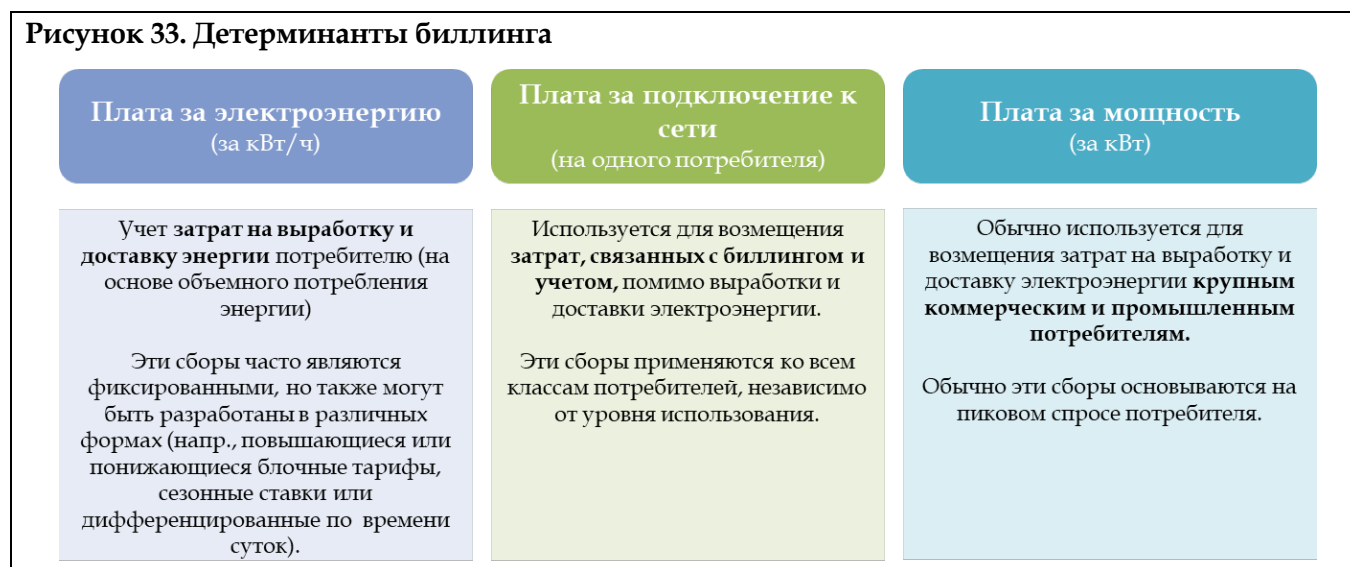 Рисунок 33. Детерминанты биллинга
Плата за электроэнергию
(за кВт/ч)
Учет затрат на выработку и
доставку энергии потребителю (на
основе объемного потребления
энергии)
Эти сборы часто являются
фиксированными, но также могут
быть разработаны в различных
формах (напр., повышающиеся или
понижающиеся блочные тарифы,
сезонные ставки или
дифференцированные по времени
суток).
Плата за подключение к
сети
(на одного потребителя)
Используется для возмещения
затрат, связанных с биллингом и
учетом, помимо выработки и
доставки электроэнергии.
Эти сборы применяются ко всем
классам потребителей, независимо
от уровня использования.
Плата за мощность
(за кВт)
Обычно используется для
возмещения затрат на выработку и
доставку электроэнергии крупным
коммерческим и промышленным
потребителям.
Обычно эти сборы основываются на
пиковом спросе потребителя.